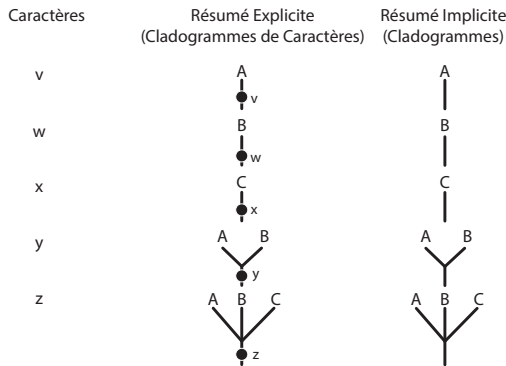 Caractères Résumé Explicite Résumé Implicite
(Cladogrammes de Caractères) (Cladogrammes)
v A A
v
w B B
w
x C C
x
y A B A B
y
z A B C A B C
z